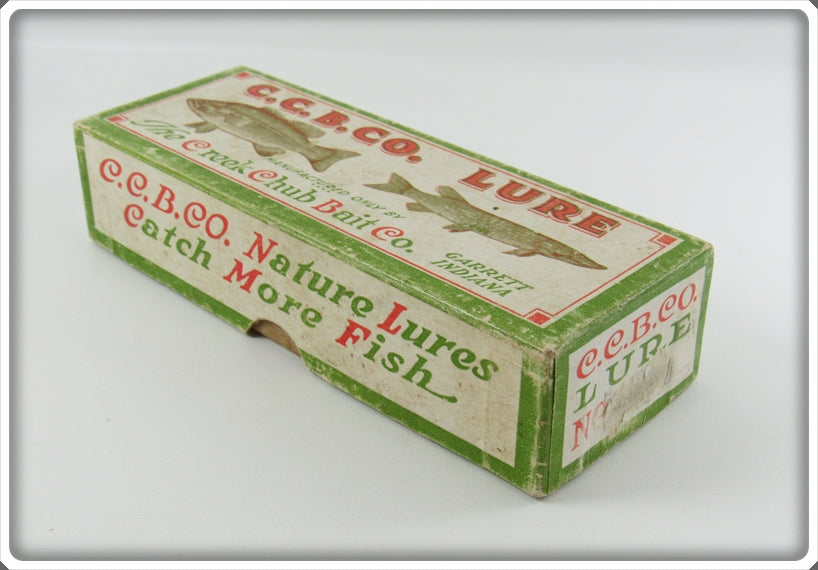 C.C.B.CO. LURE
MANUFACTURED ONLY BY
The Creek Chub Bait Co.
GARRETT
INDIANA
C.C.B.CO. Nature Lures
Catch More Fish
C.C.B.CO.
LURE
NO